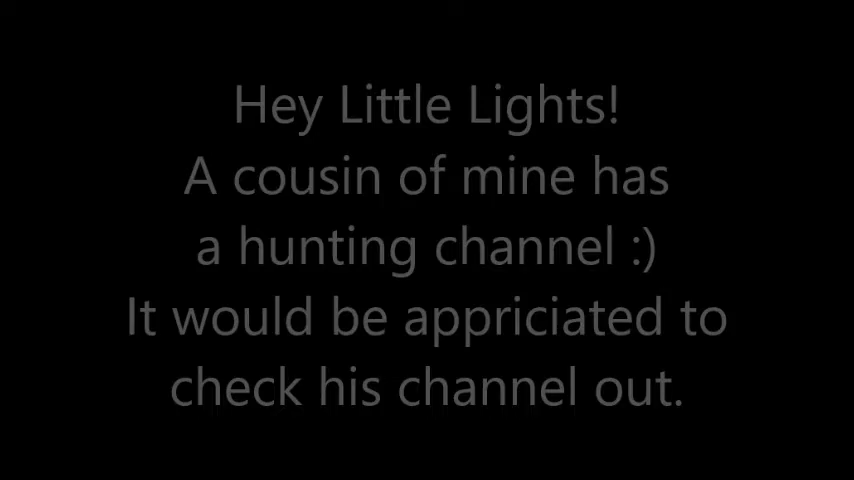 Hey Little Lights!
A cousin of mine has
a hunting channel :)
It would be appriciated to
check his channel out.